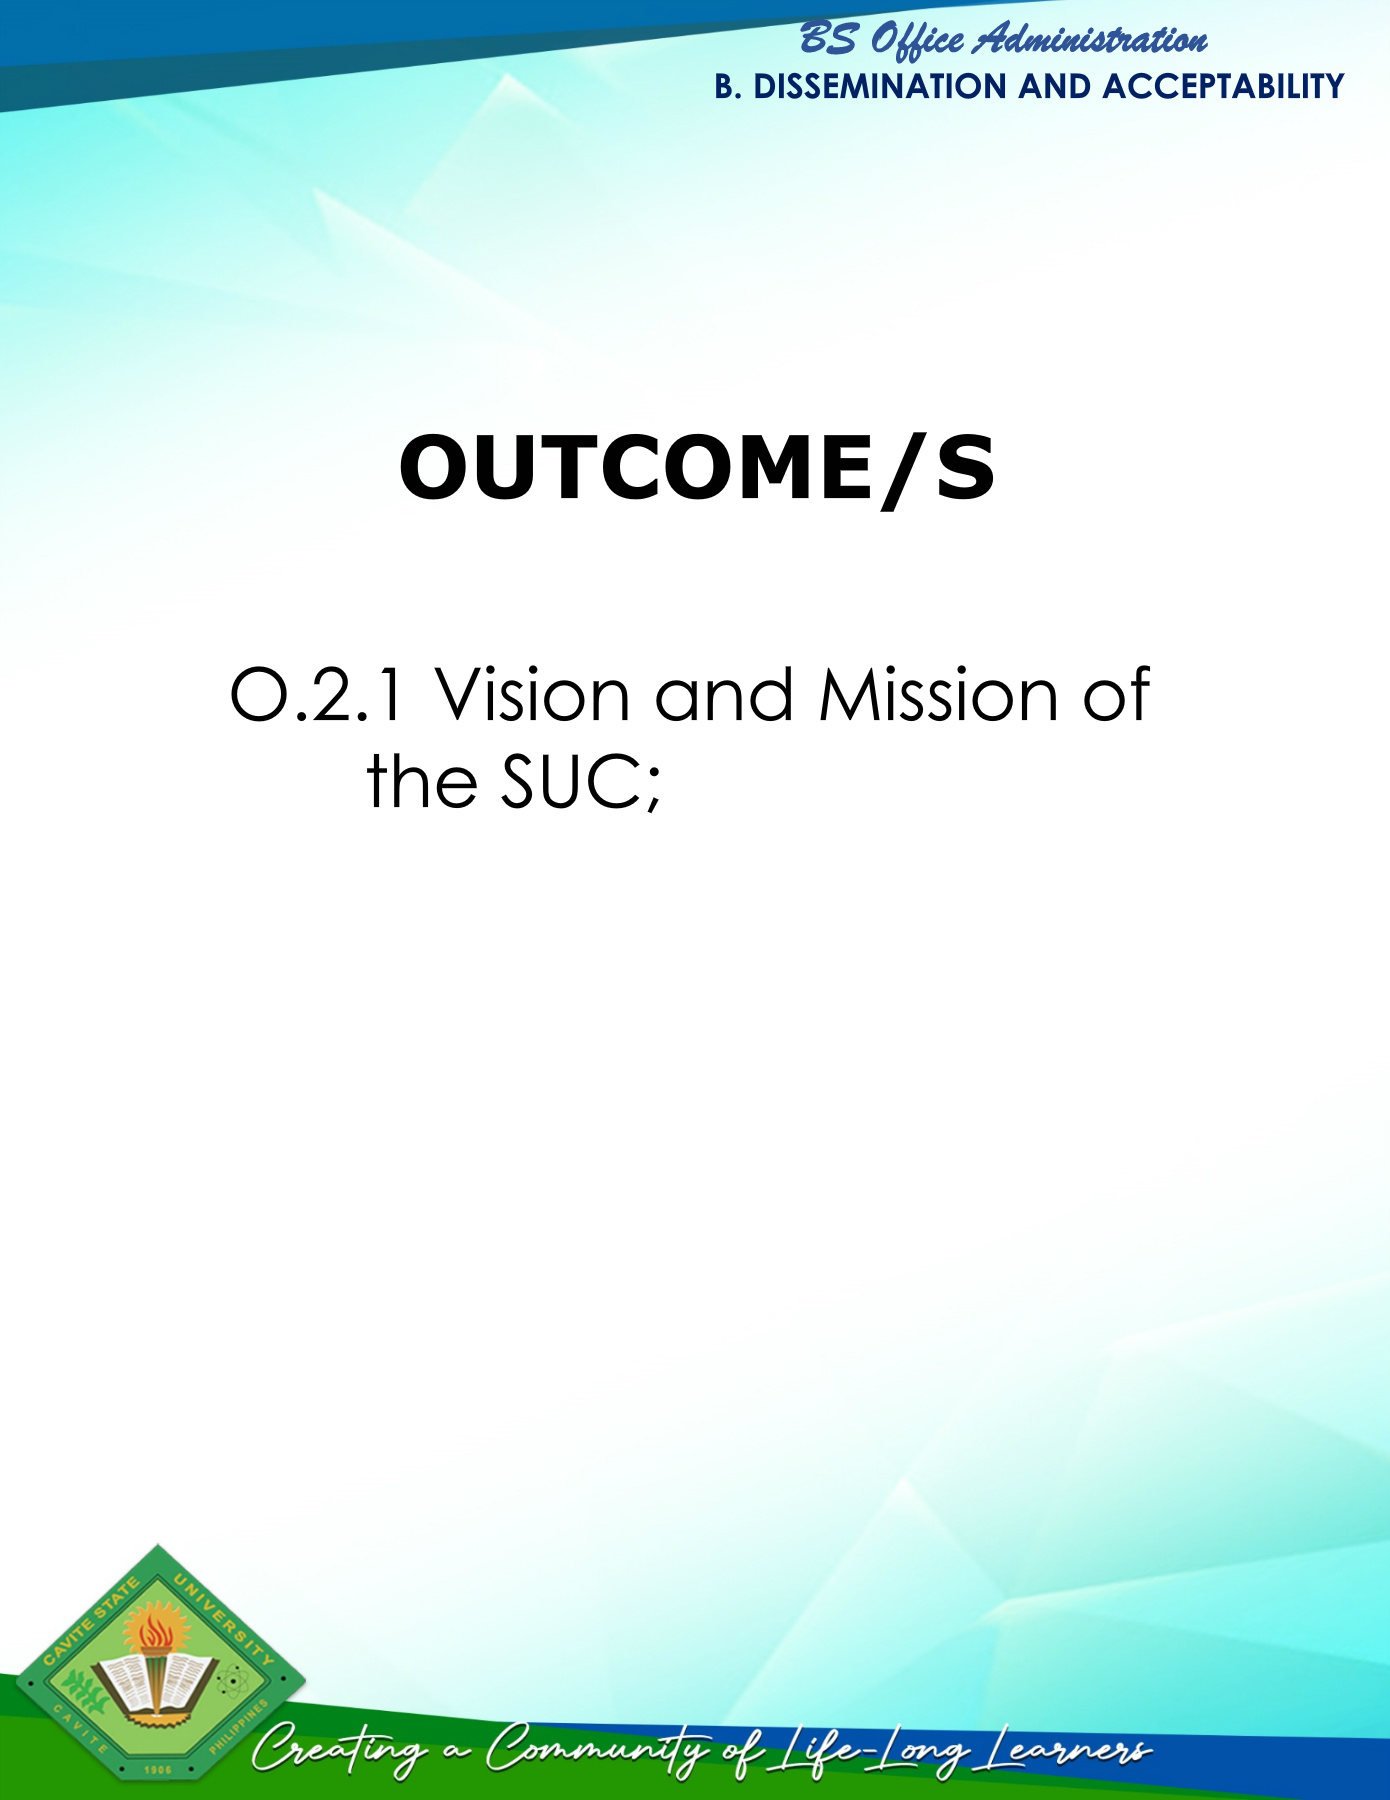 BS Office Administration
B. DISSEMINATION AND ACCEPTABILITY
OUTCOME/S
O.2.1 Vision and Mission of
the SUC;
CAVITE STATE UNIVERSITY
CAVITE PHILIPPINES
1906
Creating a Community of Life-Long Learners